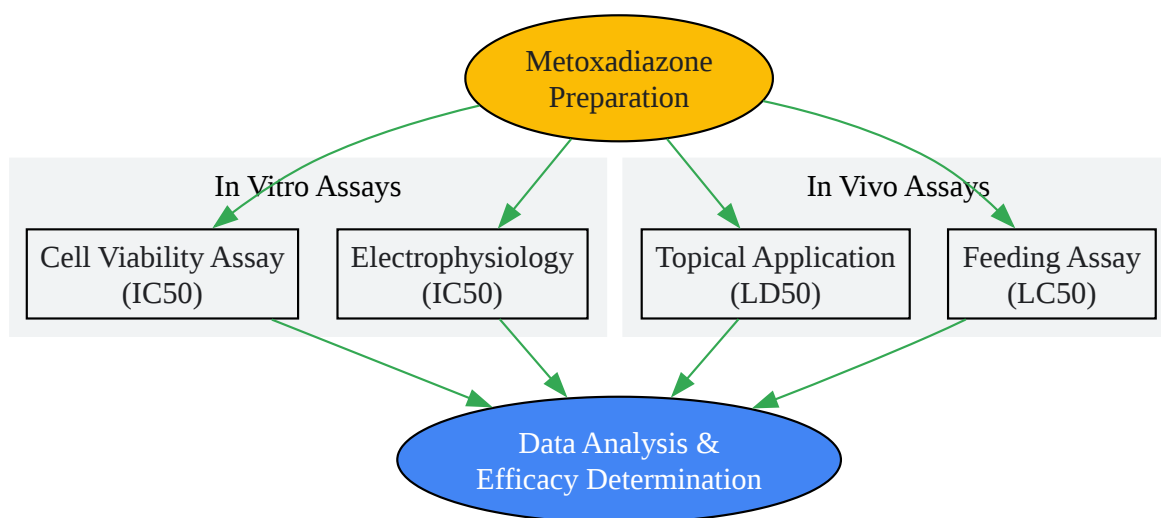 Metoxadiazone
Preparation
In Vitro Assays
In Vivo Assays
Cell Viability Assay
(IC50)
Electrophysiology
(IC50)
Topical Application
(LD50)
Feeding Assay
(LC50)
Data Analysis &
Efficacy Determination